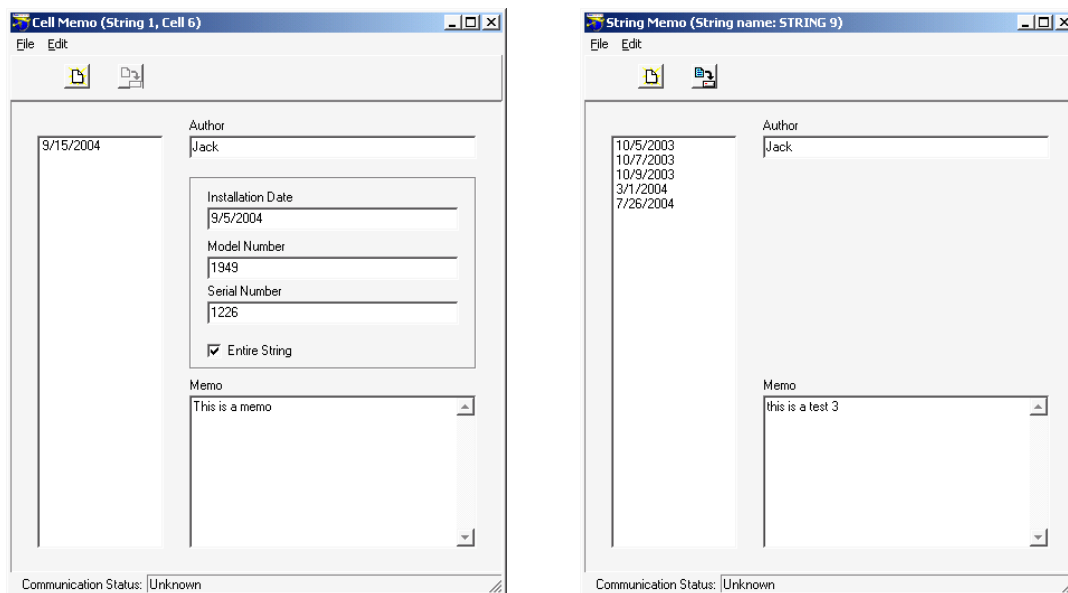 Cell Memo (String 1, Cell 6)
File Edit
9/15/2004
Author
Jack
Installation Date
9/5/2004
Model Number
1949
Serial Number
1226
Entire String
Memo
This is a memo
Communication Status: Unknown
String Memo (String name: STRING 9)
File Edit
10/5/2003
10/7/2003
10/9/2003
3/1/2004
7/26/2004
Author
Jack
Memo
this is a test 3
Communication Status: Unknown